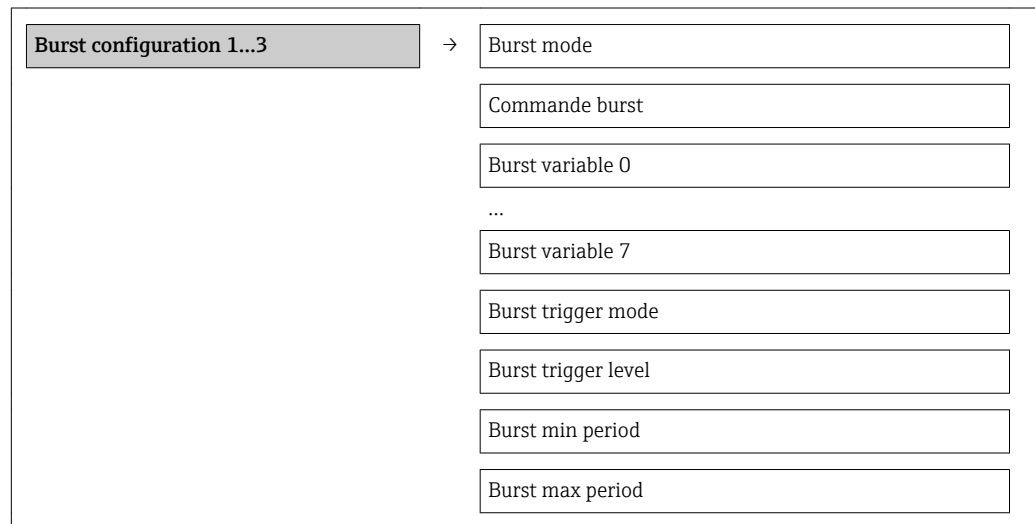 Burst configuration 1…3 → Burst mode
Commande burst
Burst variable 0
…
Burst variable 7
Burst trigger mode
Burst trigger level
Burst min period
Burst max period